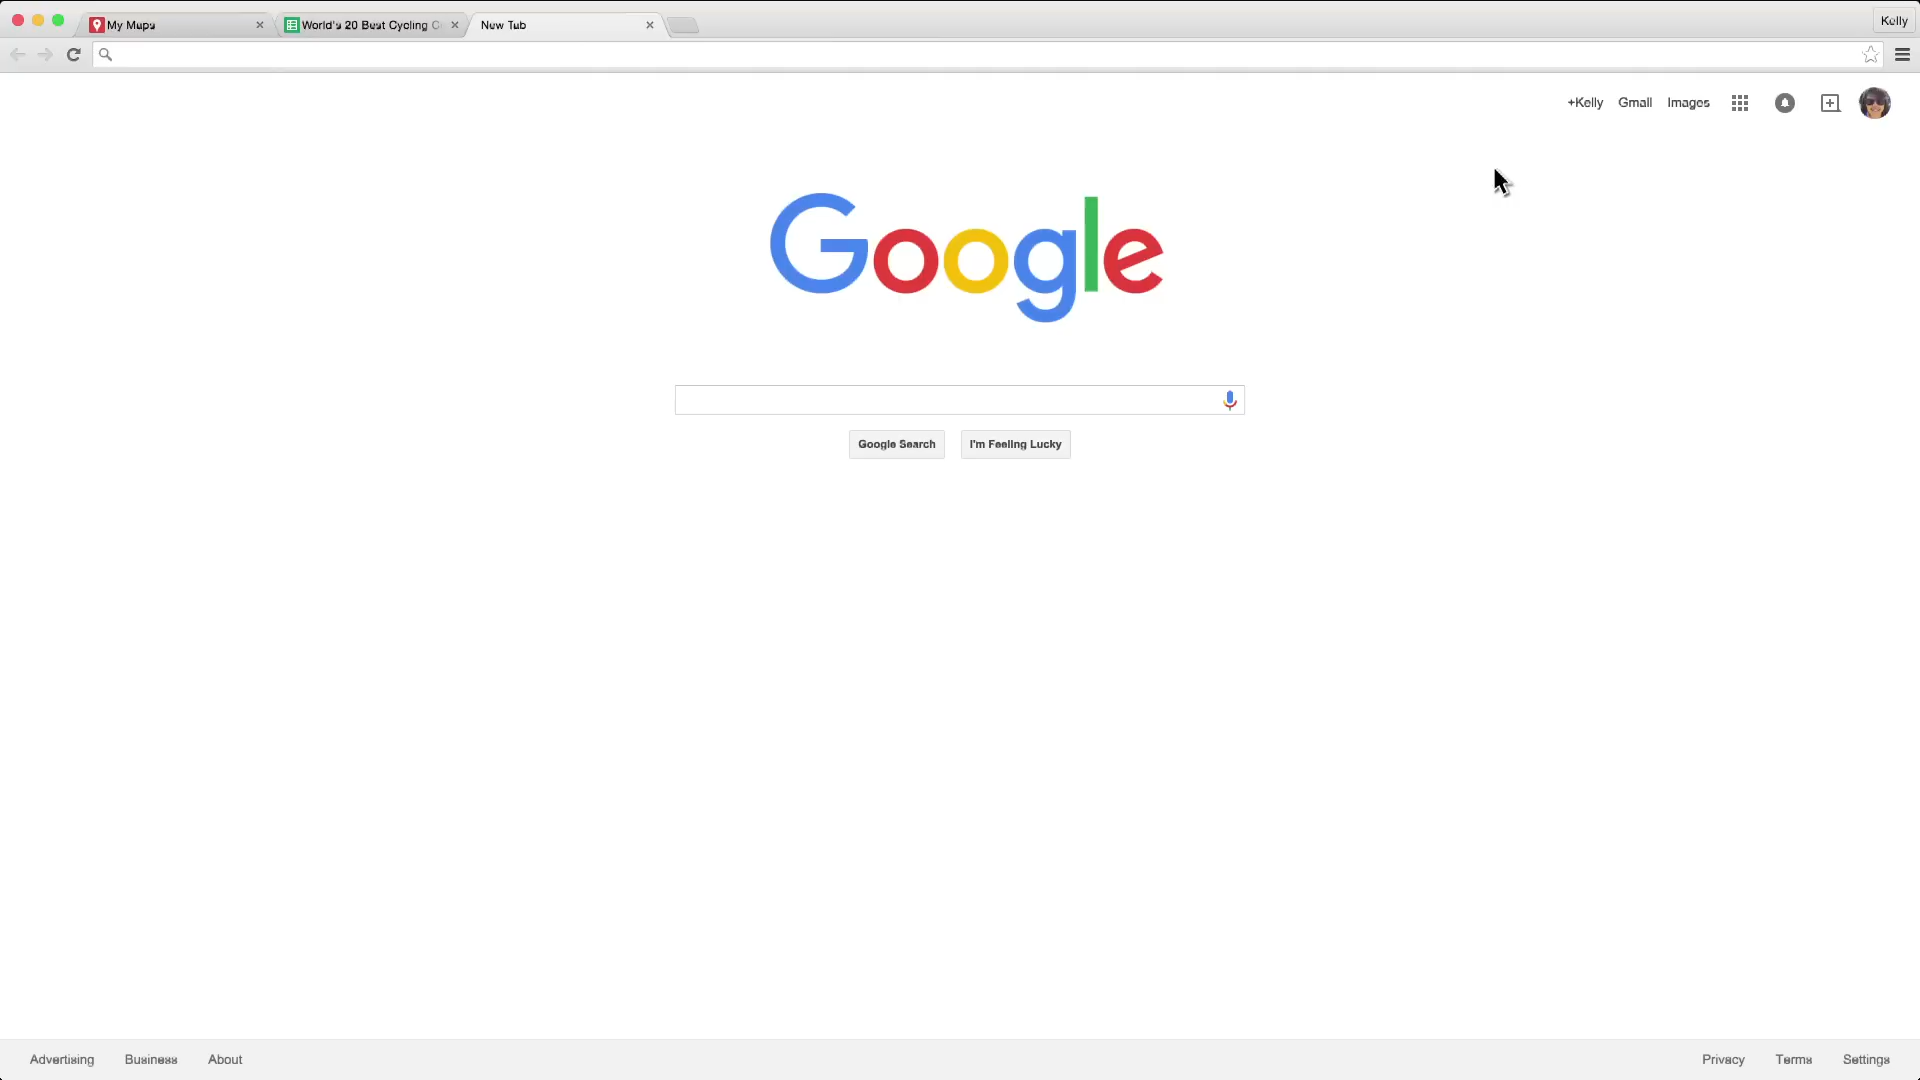 My Maps
World's 20 Best Cycling C
New Tab
Kelly
+Kelly Gmail Images
Google
Google Search
I'm Feeling Lucky
Advertising Business About
Privacy Terms Settings